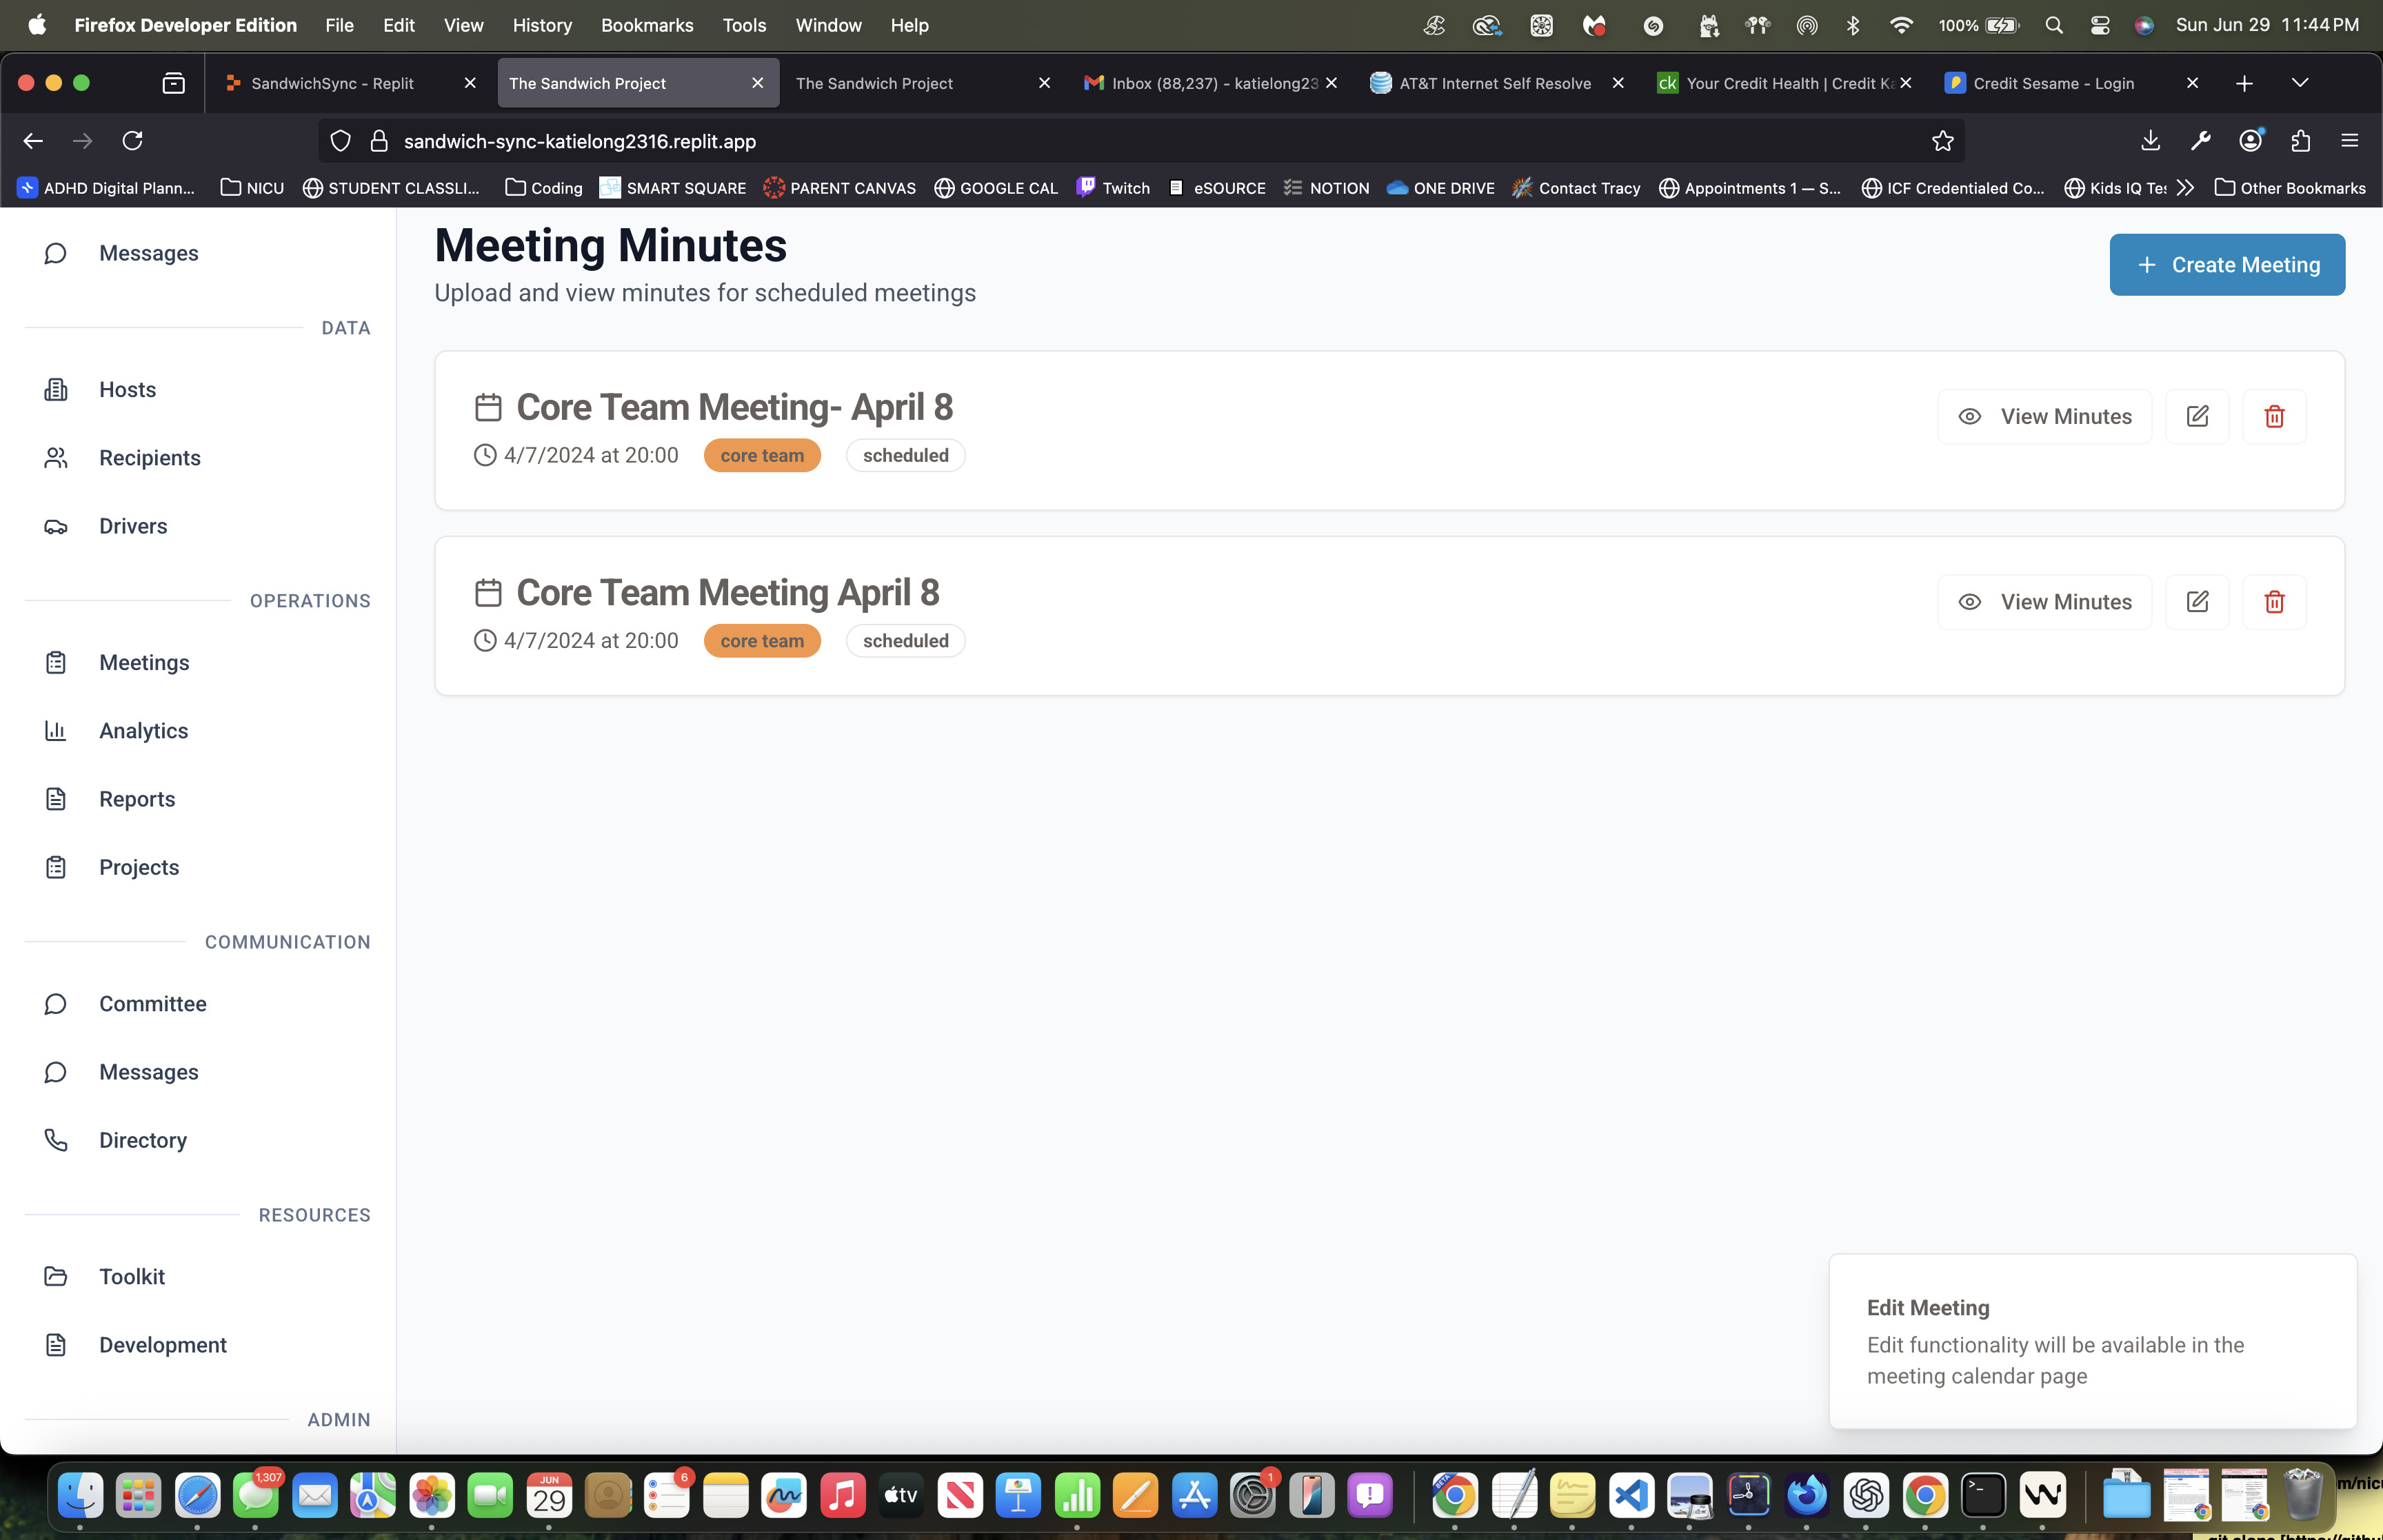 Firefox Developer Edition File Edit View History Bookmarks Tools Window Help 100% Sun Jun 29 11:44 PM
SandwichSync - Replit The Sandwich Project The Sandwich Project Inbox (88,237) - katielong23 AT&T Internet Self Resolve ck Your Credit Health | Credit Ka Credit Sesame - Login
sandwich-sync-katielong2316.replit.app
ADHD Digital Plann... NICU STUDENT CLASSLI... Coding SMART SQUARE PARENT CANVAS GOOGLE CAL Twitch eSOURCE NOTION ONE DRIVE Contact Tracy Appointments 1 — S... ICF Credentialed Co... Kids IQ Tes Other Bookmarks
Messages
DATA
Hosts
Recipients
Drivers
OPERATIONS
Meetings
Analytics
Reports
Projects
COMMUNICATION
Committee
Messages
Directory
RESOURCES
Toolkit
Development
ADMIN
Meeting Minutes
Upload and view minutes for scheduled meetings
+ Create Meeting
Core Team Meeting- April 8
4/7/2024 at 20:00 core team scheduled
View Minutes
Core Team Meeting April 8
4/7/2024 at 20:00 core team scheduled
View Minutes
Edit Meeting
Edit functionality will be available in the
meeting calendar page
1,307
JUN
29
6
tv
1
BETA
m/nicu